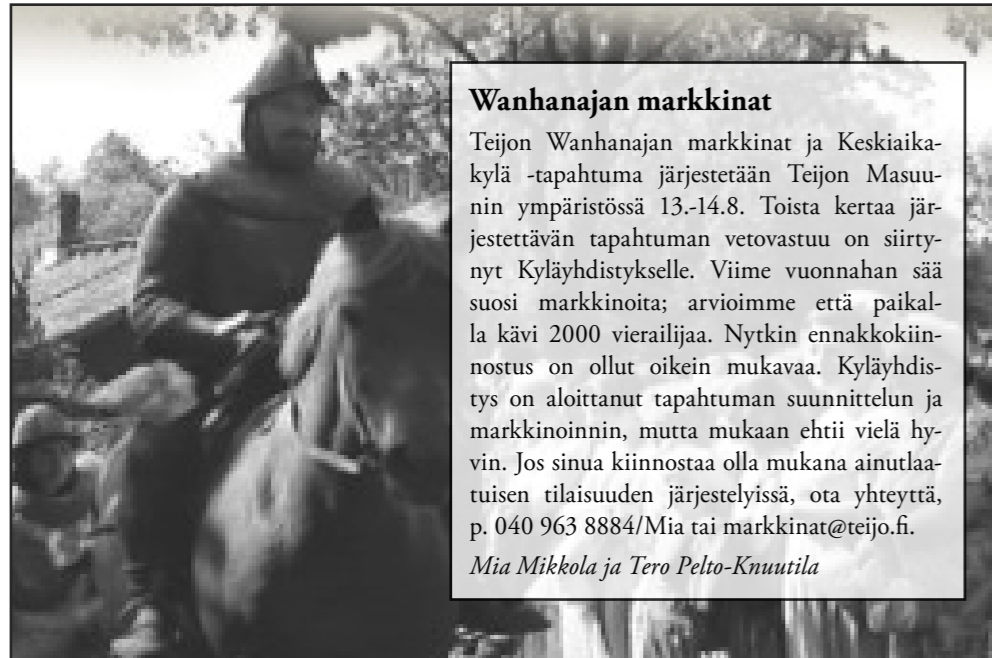 Wanhanajan markkinat
Teijon Wanhanajan markkinat ja Keskiaika-
kylä -tapahtuma järjestetään Teijon Masuu-
nin ympäristössä 13.-14.8. Toista kertaa jär-
jestettävän tapahtuman vetovastuu on siirty-
nyt Kyläyhdistykselle. Viime vuonnahan sää
suosi markkinoita; arvioimme että paikal-
la kävi 2000 vierailijaa. Nytkin ennakkokiin-
nostus on ollut oikein mukavaa. Kyläyhdis-
tys on aloittanut tapahtuman suunnittelun ja
markkinoinnin, mutta mukaan ehtii vielä hy-
vin. Jos sinua kiinnostaa olla mukana ainutlaa-
tuisen tilaisuuden järjestelyissä, ota yhteyttä,
p. 040 963 8884/Mia tai markkinat@teijo.fi.
Mia Mikkola ja Tero Pelto-Knuutila